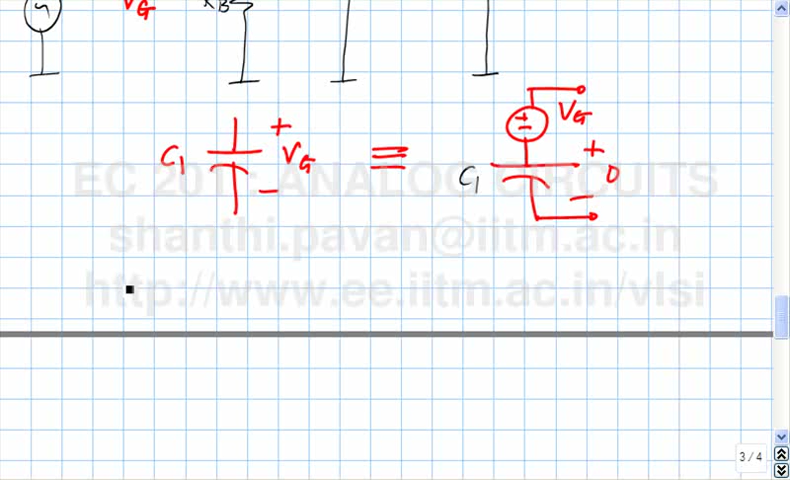 VG
RB
C1 + VG − ≡ + − VG C1 + 0 −
EC 201: ANALOG CIRCUITS
shanthi.pavan@iitm.ac.in
http://www.ee.iitm.ac.in/vlsi
3 / 4